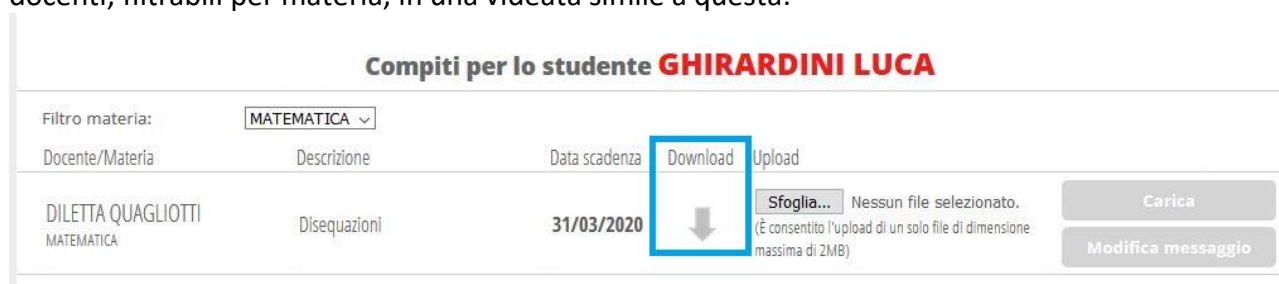 docenti, filtrabili per materia, in una videata simile a questa:
Compiti per lo studente GHIRARDINI LUCA
Filtro materia: MATEMATICA
Docente/Materia Descrizione Data scadenza Download Upload
DILETTA QUAGLIOTTI
MATEMATICA
Disequazioni
31/03/2020
Sfoglia... Nessun file selezionato.
(È consentito l'upload di un solo file di dimensione
massima di 2MB)
Carica
Modifica messaggio